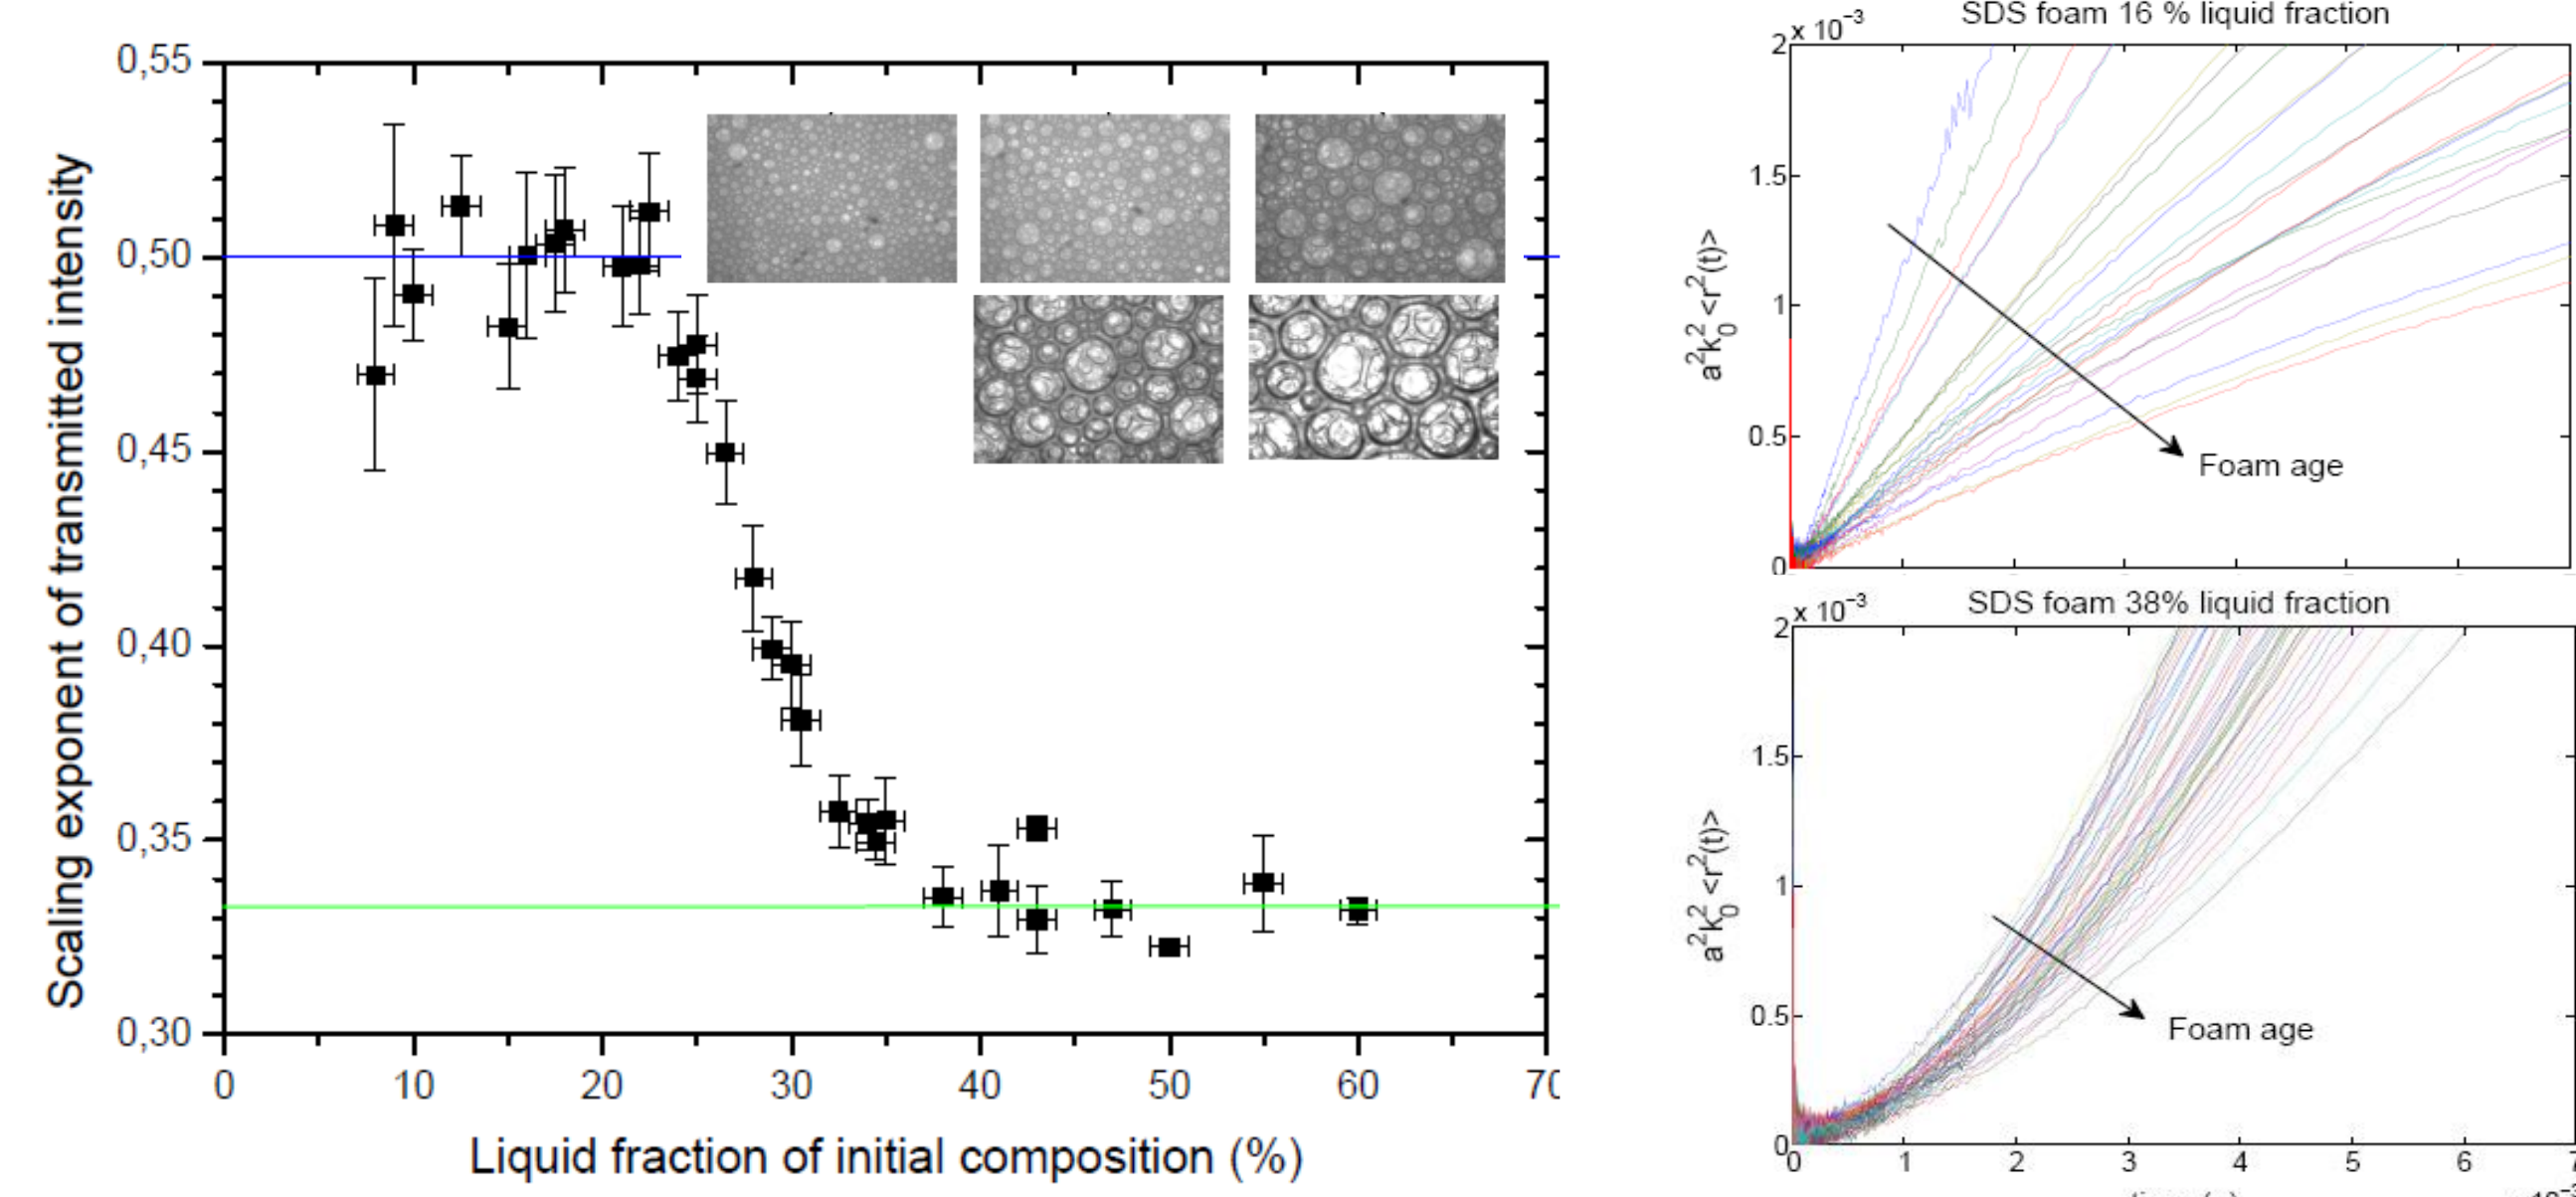 Scaling exponent of transmitted intensity
0,55
0,50
0,45
0,40
0,35
0,30
0 10 20 30 40 50 60
Liquid fraction of initial composition (%)
SDS foam 16 % liquid fraction
x 10⁻³
a²k₀²<r²(t)>
2
1.5
1
0.5
0
Foam age
SDS foam 38% liquid fraction
x 10⁻³
a²k₀²<r²(t)>
2
1.5
1
0.5
0
Foam age
0 1 2 3 4 5 6